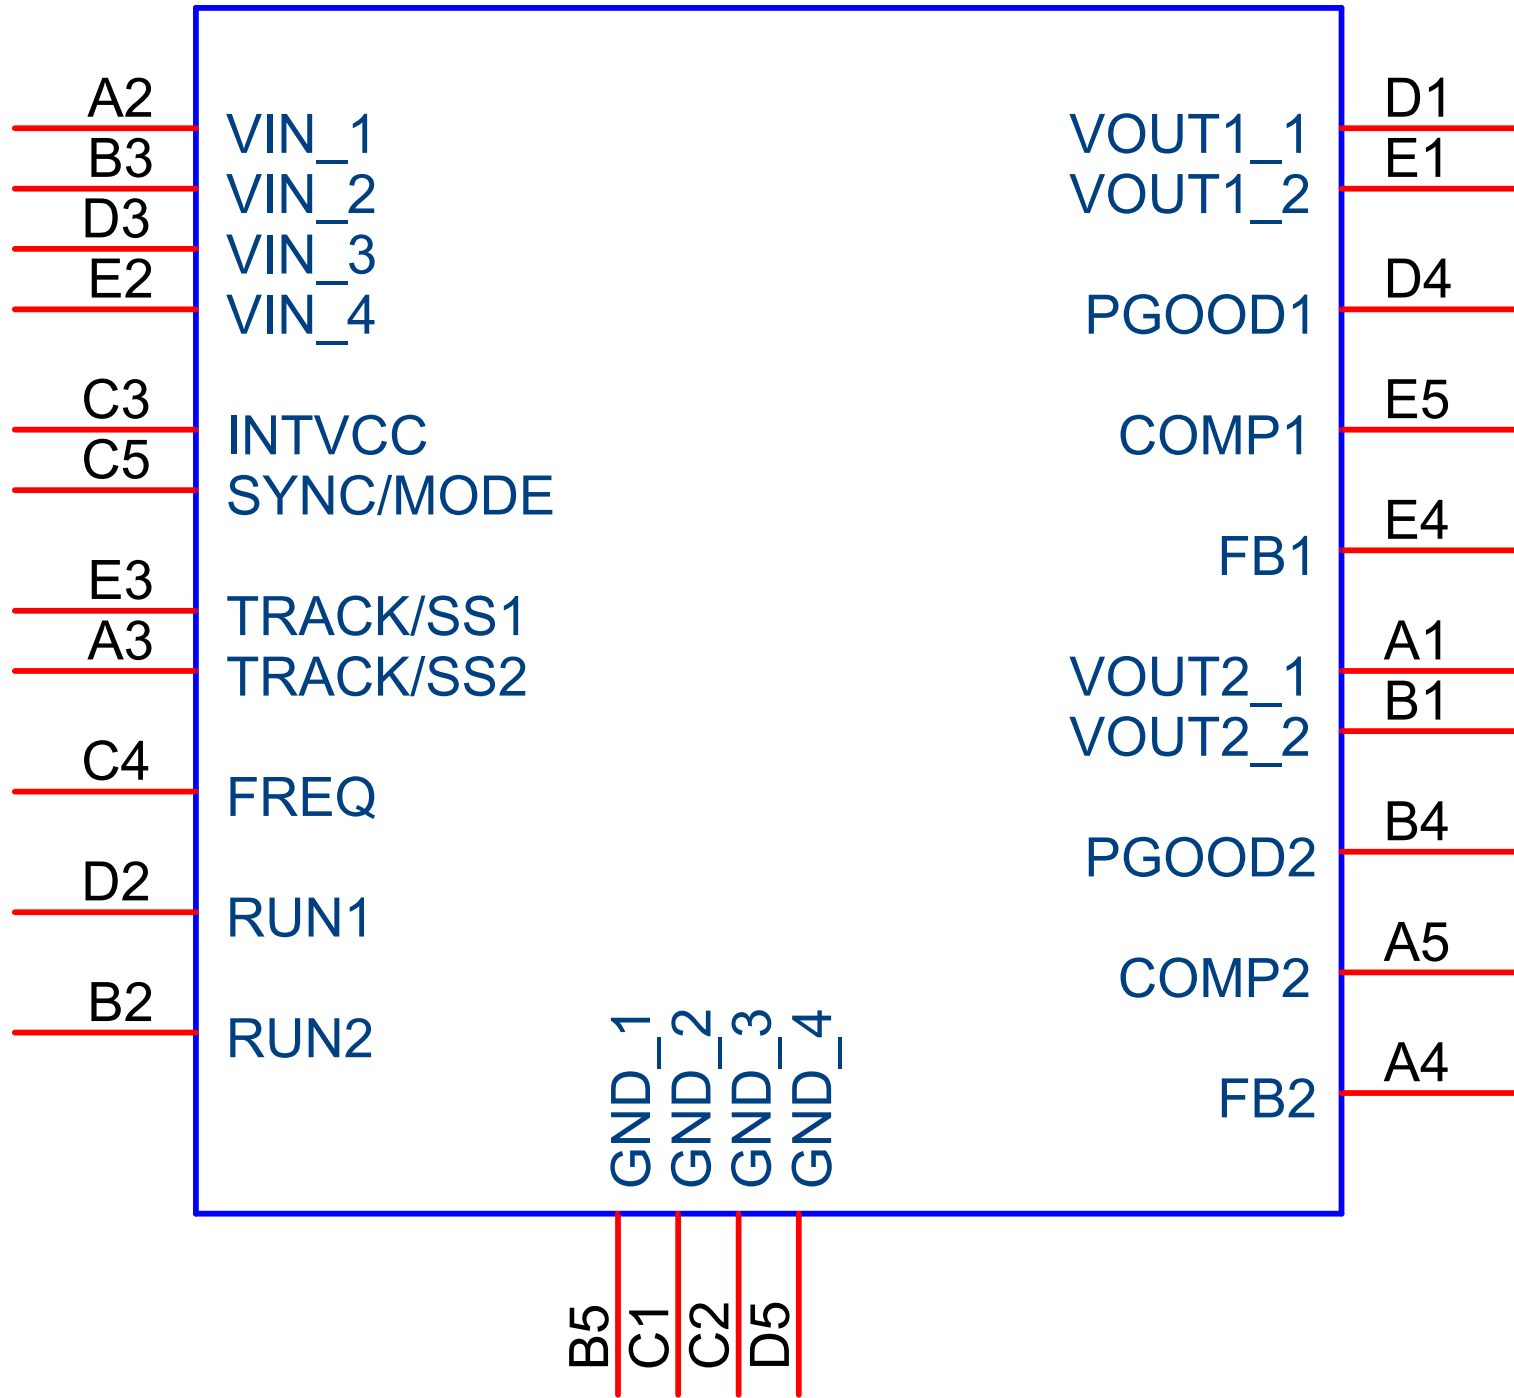 A2 VIN_1
B3 VIN_2
D3 VIN_3
E2 VIN_4
C3 INTVCC
C5 SYNC/MODE
E3 TRACK/SS1
A3 TRACK/SS2
C4 FREQ
D2 RUN1
B2 RUN2
VOUT1_1 D1
VOUT1_2 E1
PGOOD1 D4
COMP1 E5
FB1 E4
VOUT2_1 A1
VOUT2_2 B1
PGOOD2 B4
COMP2 A5
FB2 A4
B5 GND_1
C1 GND_2
C2 GND_3
D5 GND_4